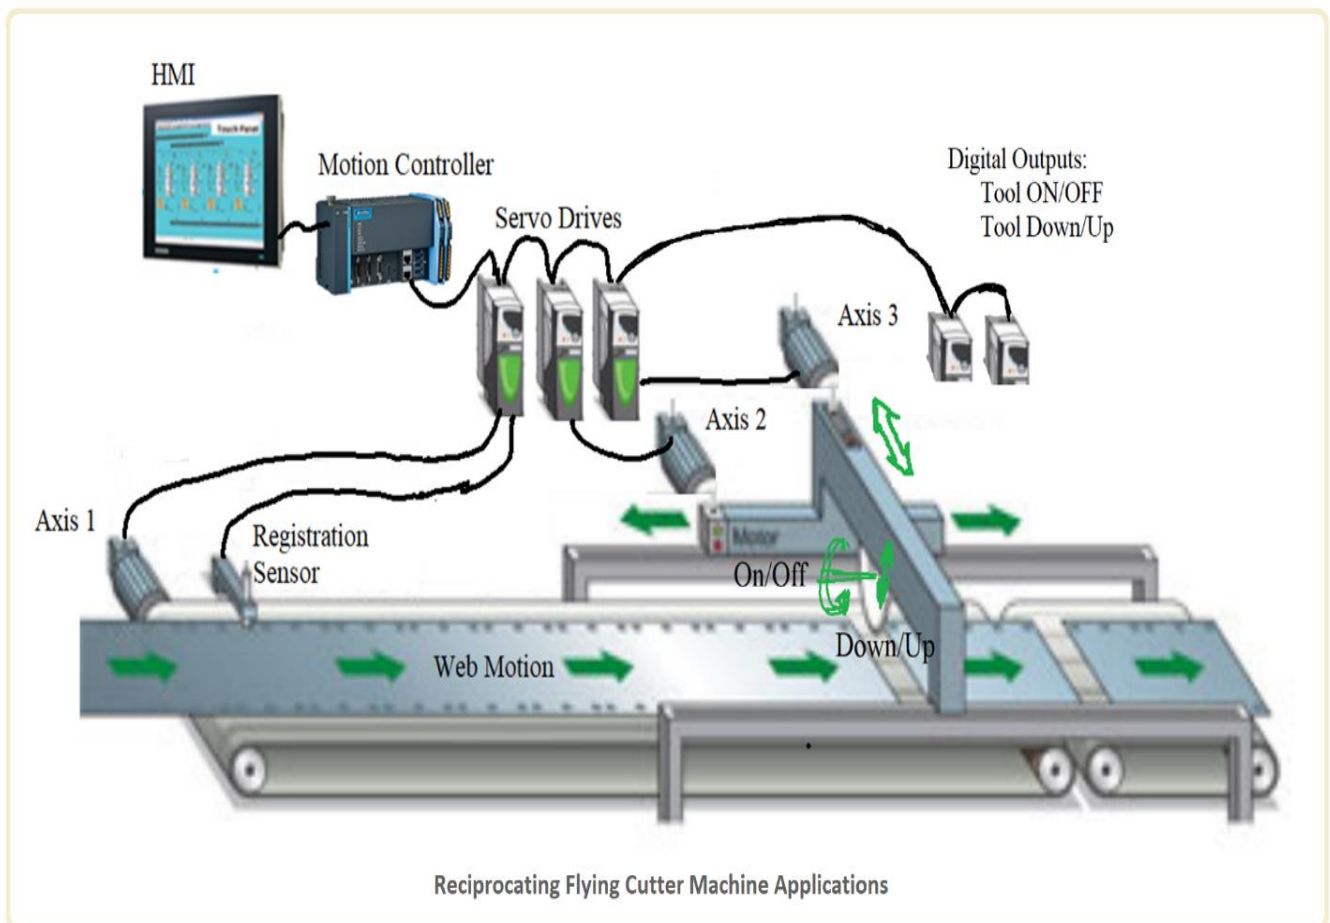 HMI
Touch Panel
Motion Controller
Servo Drives
Digital Outputs:
Tool ON/OFF
Tool Down/Up
Axis 3
Axis 2
Axis 1
Registration
Sensor
Motor
On/Off
Down/Up
Web Motion
Reciprocating Flying Cutter Machine Applications